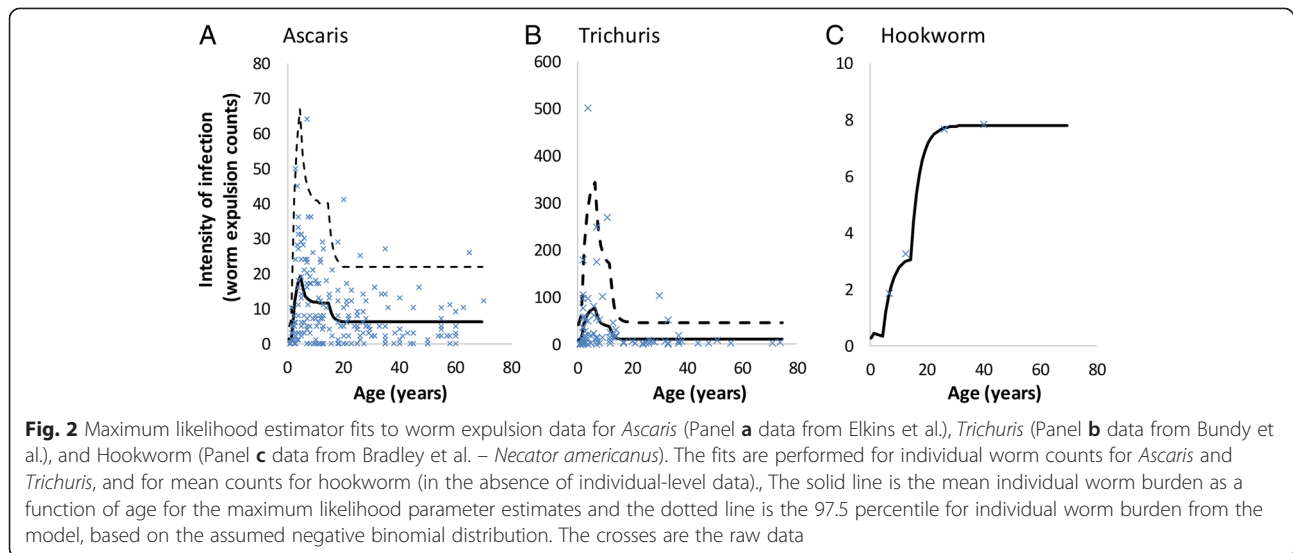 A Ascaris
B Trichuris
C Hookworm
Intensity of infection
(worm expulsion counts)
80
70
60
50
40
30
20
10
0
0 20 40 60 80
Age (years)
600
500
400
300
200
100
0
0 20 40 60 80
Age (years)
10
8
6
4
2
0
0 20 40 60 80
Age (years)
Fig. 2 Maximum likelihood estimator fits to worm expulsion data for Ascaris (Panel a data from Elkins et al.), Trichuris (Panel b data from Bundy et
al.), and Hookworm (Panel c data from Bradley et al. – Necator americanus). The fits are performed for individual worm counts for Ascaris and
Trichuris, and for mean counts for hookworm (in the absence of individual-level data)., The solid line is the mean individual worm burden as a
function of age for the maximum likelihood parameter estimates and the dotted line is the 97.5 percentile for individual worm burden from the
model, based on the assumed negative binomial distribution. The crosses are the raw data